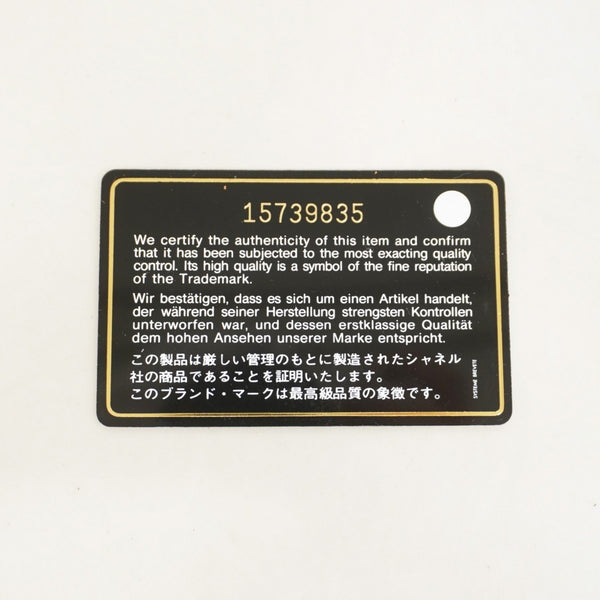 15739835
We certify the authenticity of this item and confirm
that it has been subjected to the most exacting quality
control. Its high quality is a symbol of the fine reputation
of the Trademark.
Wir bestätigen, dass es sich um einen Artikel handelt,
der während seiner Herstellung strengsten Kontrollen
unterworfen war, und dessen erstklassige Qualität
dem hohen Ansehen unserer Marke entspricht.
この製品は厳しい管理のもとに製造されたシャネル
社の商品であることを証明いたします。
このブランド・マークは最高級品質の象徴です。
SYSTEME BREVETE